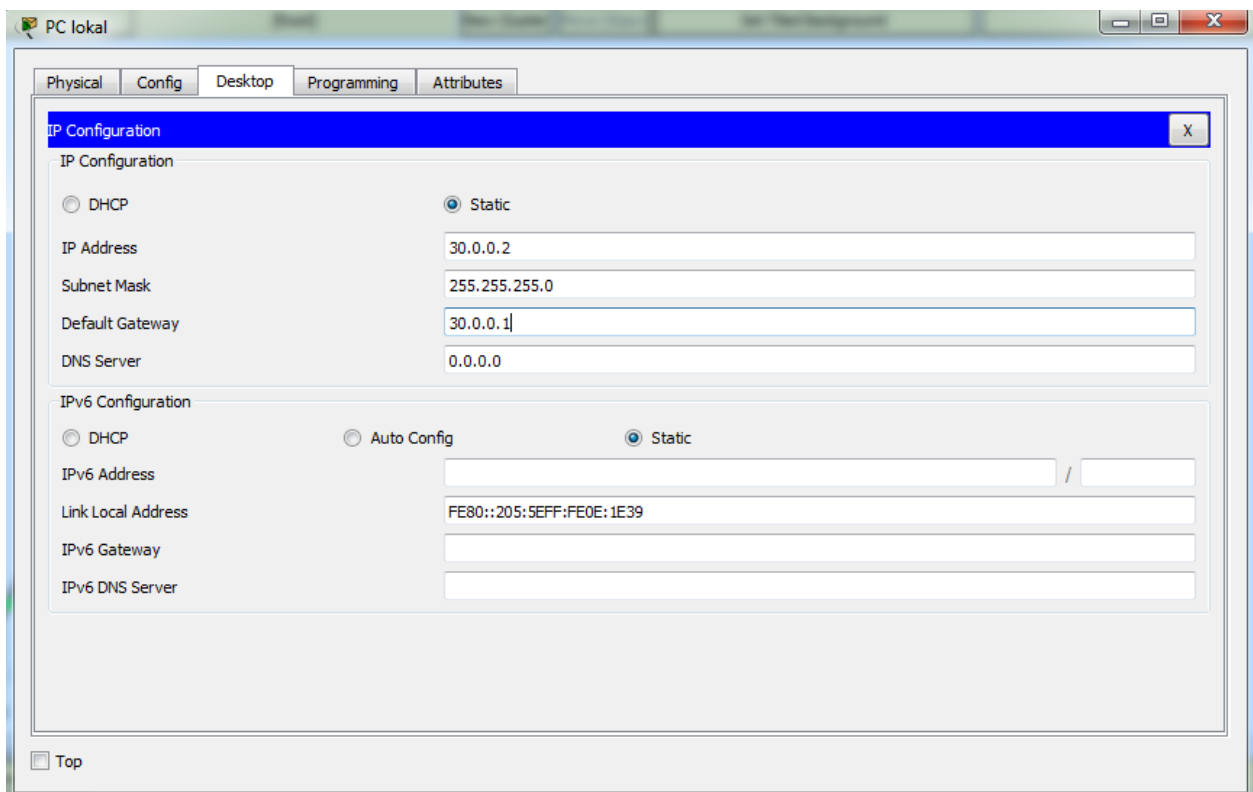 PC lokal
Physical Config Desktop Programming Attributes
IP Configuration X
IP Configuration
DHCP Static
IP Address 30.0.0.2
Subnet Mask 255.255.255.0
Default Gateway 30.0.0.1
DNS Server 0.0.0.0
IPv6 Configuration
DHCP Auto Config Static
IPv6 Address /
Link Local Address FE80::205:5EFF:FE0E:1E39
IPv6 Gateway
IPv6 DNS Server
Top